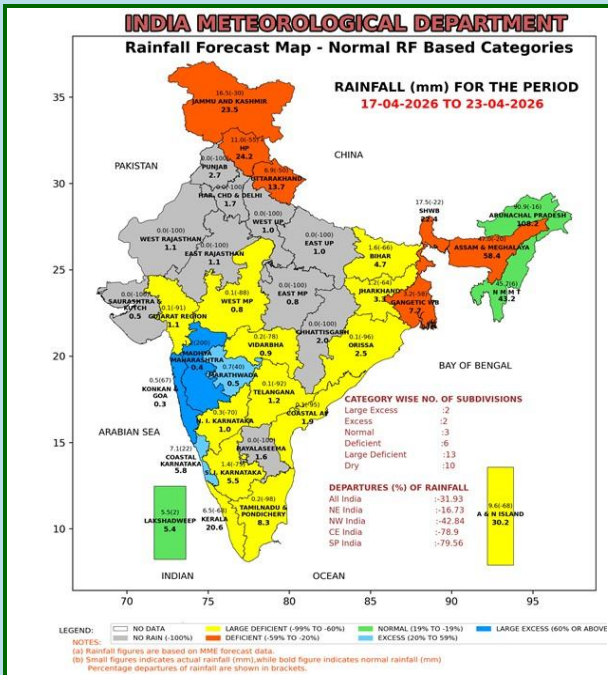 INDIA METEOROLOGICAL DEPARTMENT
Rainfall Forecast Map - Normal RF Based Categories
RAINFALL (mm) FOR THE PERIOD
17-04-2026 TO 23-04-2026
35
30
25
20
15
10
70
75
80
85
90
95
PAKISTAN
CHINA
ARABIAN SEA
BAY OF BENGAL
INDIAN
OCEAN
16.5(-30)
JAMMU AND KASHMIR
23.5
11.0(-55)
HP
24.2
0.0(-100)
PUNJAB
2.7
6.9(-50)
UTTARAKHAND
13.7
0.0(-100)
HAR. CHD & DELHI
1.7
0.0(-100)
WEST UP
1.0
0.0(-100)
EAST UP
1.0
0.0(-100)
WEST RAJASTHAN
1.1
0.0(-100)
EAST RAJASTHAN
1.1
17.5(-22)
SHWB
22.4
90.9(-16)
ARUNACHAL PRADESH
108.2
ASSAM & MEGHALAYA
58.4
45.7(6)
N M M T
43.2
1.6(-66)
BIHAR
4.7
1.2(-64)
JHARKHAND
3.3
GANGETIC WB
7.7
0.0(-100)
SAURASHTRA &
KUTCH
0.5
0.1(-91)
GUJARAT REGION
1.1
0.1(-88)
WEST MP
0.8
EAST MP
0.8
0.0(-100)
CHHATTISGARH
2.0
0.1(-96)
ORISSA
2.5
0.2(-78)
VIDARBHA
0.9
MADHYA
MAHARASHTRA
0.4
0.7(40)
MARATHWADA
0.5
0.5(67)
KONKAN &
GOA
0.3
0.1(-92)
TELANGANA
1.2
COASTAL AP
1.9
0.3(-70)
N. I. KARNATAKA
1.0
0.0(-100)
RAYALASEEMA
1.6
7.1(22)
COASTAL
KARNATAKA
5.8
S. I. KARNATAKA
5.5
0.2(-98)
TAMILNADU &
PONDICHERY
8.3
6.5(-68)
KERALA
20.6
5.5(2)
LAKSHADWEEP
5.4
9.6(-68)
A & N ISLAND
30.2
CATEGORY WISE NO. OF SUBDIVISIONS
Large Excess :2
Excess :2
Normal :3
Deficient :6
Large Deficient :13
Dry :10
DEPARTURES (%) OF RAINFALL
All India :-31.93
NE India :-16.73
NW India :-42.84
CE India :-78.9
SP India :-79.56
LEGEND:
NO DATA
NO RAIN (-100%)
LARGE DEFICIENT (-99% TO -60%)
DEFICIENT (-59% TO -20%)
NORMAL (19% TO -19%)
EXCESS (20% TO 59%)
LARGE EXCESS (60% OR ABOVE
NOTES:
(a) Rainfall figures are based on MME forecast data.
(b) Small figures indicates actual rainfall (mm),while bold figure indicates normal rainfall (mm)
Percentage departures of rainfall are shown in brackets.